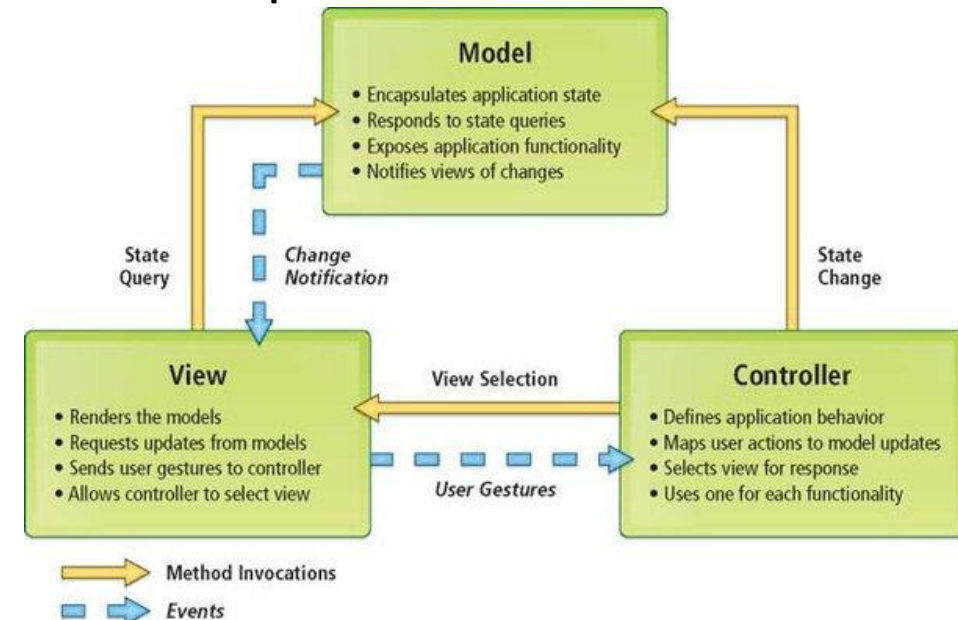 Model
• Encapsulates application state
• Responds to state queries
• Exposes application functionality
• Notifies views of changes
State
Query
Change
Notification
State
Change
View
• Renders the models
• Requests updates from models
• Sends user gestures to controller
• Allows controller to select view
View Selection
User Gestures
Controller
• Defines application behavior
• Maps user actions to model updates
• Selects view for response
• Uses one for each functionality
Method Invocations
Events